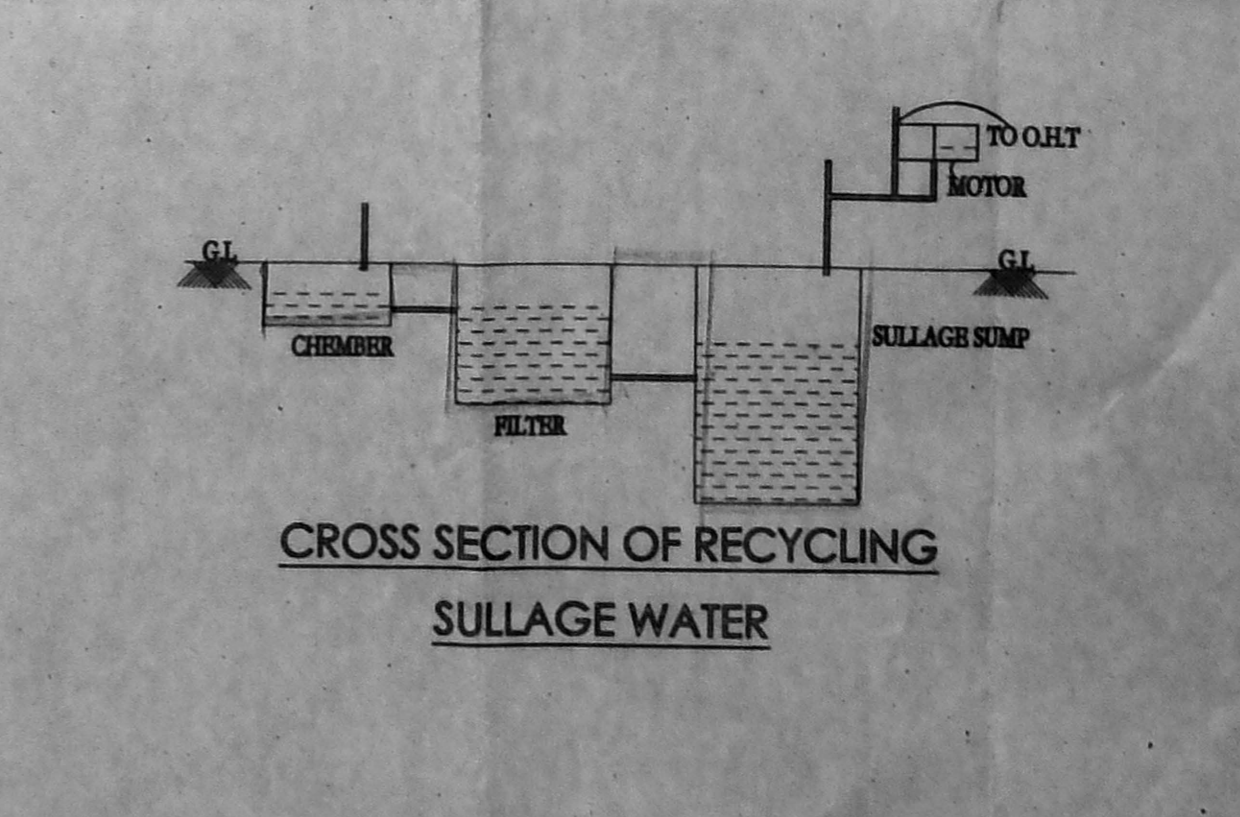 TO O.H.T
MOTOR
G.L
G.L
CHEMBER
SULLAGE SUMP
FILTER
CROSS SECTION OF RECYCLING
SULLAGE WATER